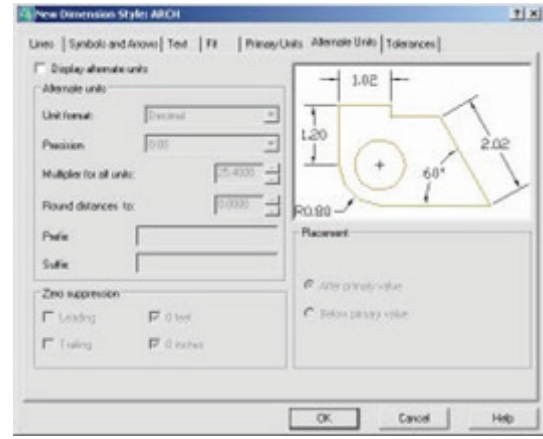 New Dimension Style: ARCH
Lines Symbols and Arrows Text Fit Primary Units Alternate Units Tolerances
Display alternate units
Alternate units
Unit format: Decimal
Precision 0.00
Multiplier for all units: 25.4000
Round distances to: 0.0000
Prefix
Suffix
Zero suppression
Leading 0 feet
Trailing 0 inches
1.02
1.20
2.02
60°
R0.80
Placement
After primary value
Below primary value
OK Cancel Help